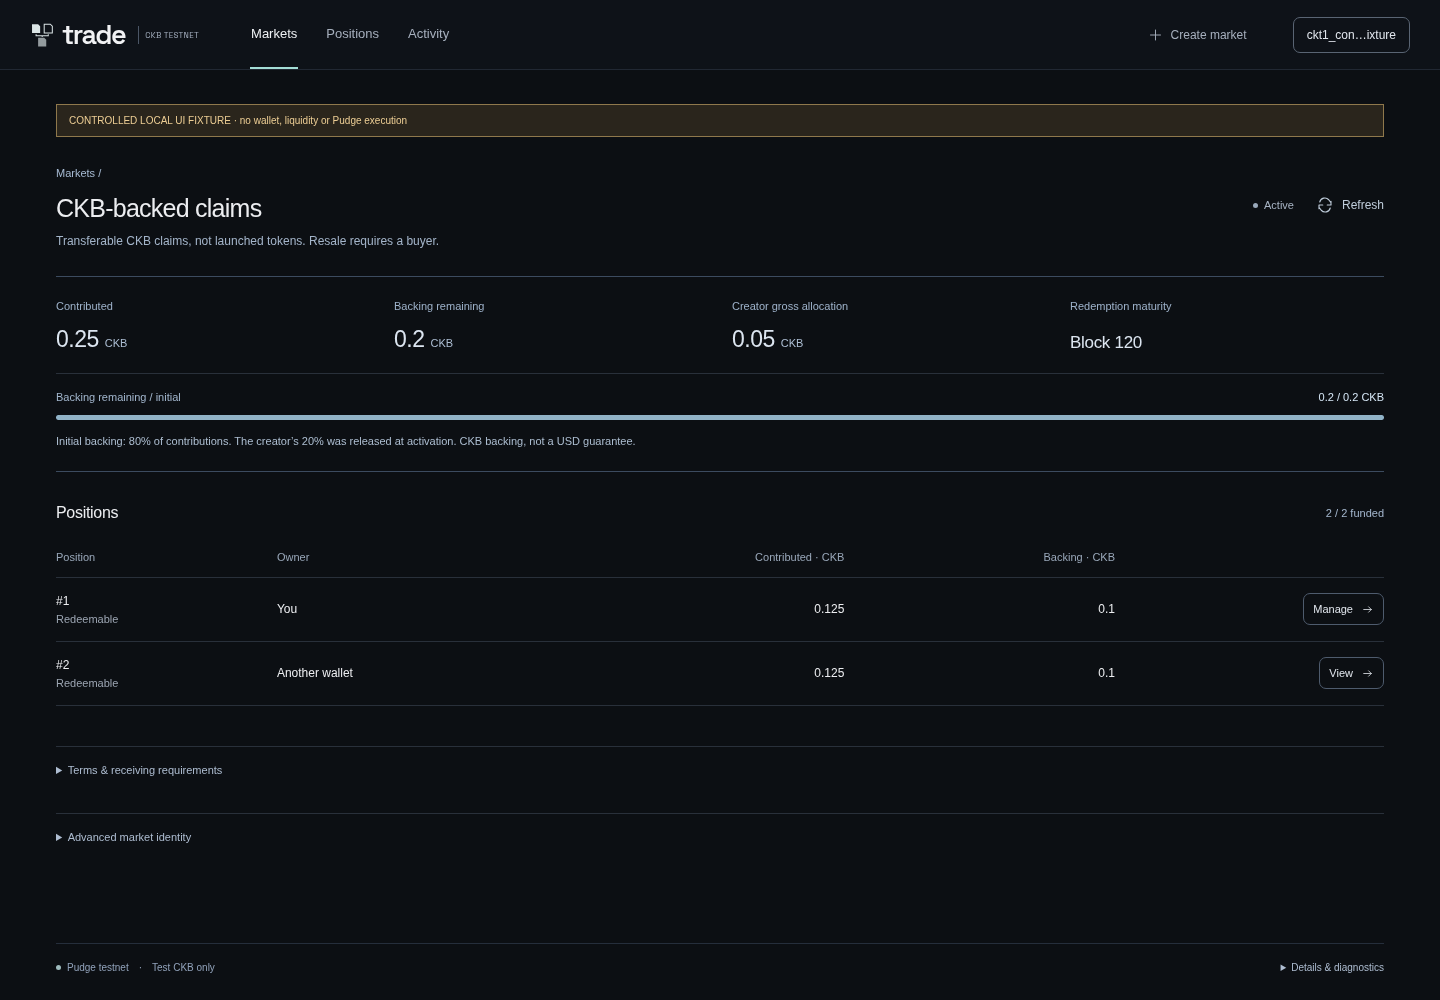 trade
CKB TESTNET
Markets
Positions
Activity
Create market
ckt1_con…ixture
CONTROLLED LOCAL UI FIXTURE · no wallet, liquidity or Pudge execution
Markets /
CKB-backed claims
Active
Refresh
Transferable CKB claims, not launched tokens. Resale requires a buyer.
Contributed
Backing remaining
Creator gross allocation
Redemption maturity
0.25 CKB
0.2 CKB
0.05 CKB
Block 120
Backing remaining / initial
0.2 / 0.2 CKB
Initial backing: 80% of contributions. The creator’s 20% was released at activation. CKB backing, not a USD guarantee.
Positions
2 / 2 funded
Position
Owner
Contributed · CKB
Backing · CKB
#1
Redeemable
You
0.125
0.1
Manage
#2
Redeemable
Another wallet
0.125
0.1
View
Terms & receiving requirements
Advanced market identity
Pudge testnet · Test CKB only
Details & diagnostics